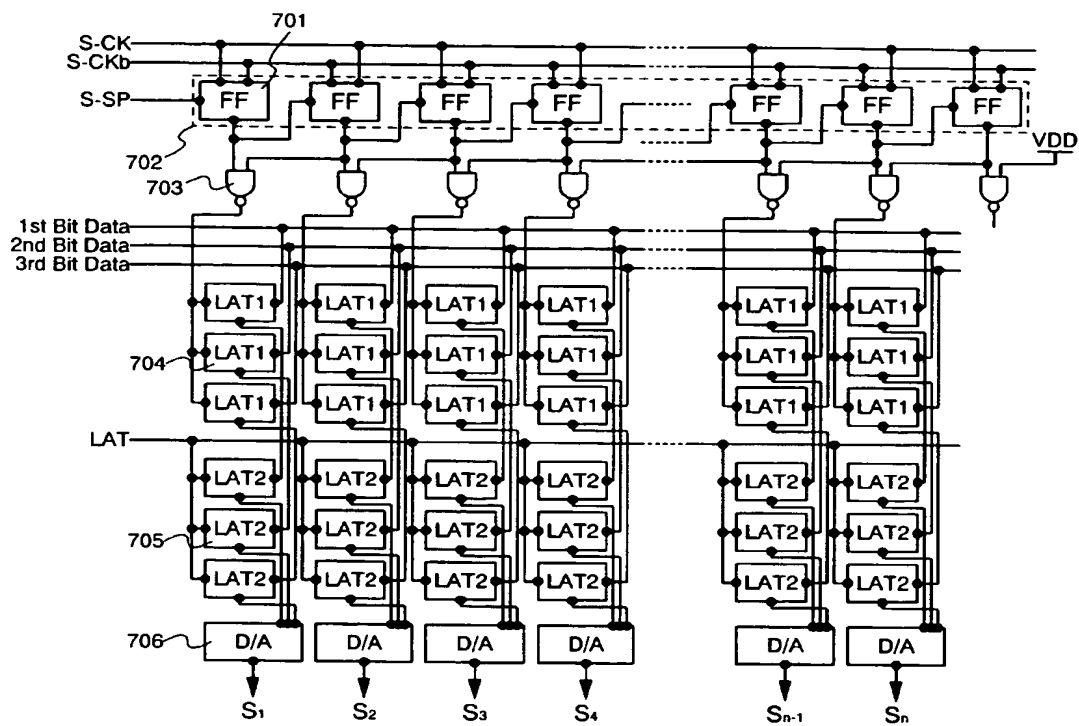 701
S-CK
S-CKb
S-SP
FF FF FF FF FF FF FF
702
VDD
703
1st Bit Data
2nd Bit Data
3rd Bit Data
LAT1 LAT1 LAT1 LAT1 LAT1 LAT1
704
LAT1 LAT1 LAT1 LAT1 LAT1 LAT1
LAT1 LAT1 LAT1 LAT1 LAT1 LAT1
LAT
LAT2 LAT2 LAT2 LAT2 LAT2 LAT2
705
LAT2 LAT2 LAT2 LAT2 LAT2 LAT2
LAT2 LAT2 LAT2 LAT2 LAT2 LAT2
706
D/A D/A D/A D/A D/A D/A
S1 S2 S3 S4 Sn-1 Sn